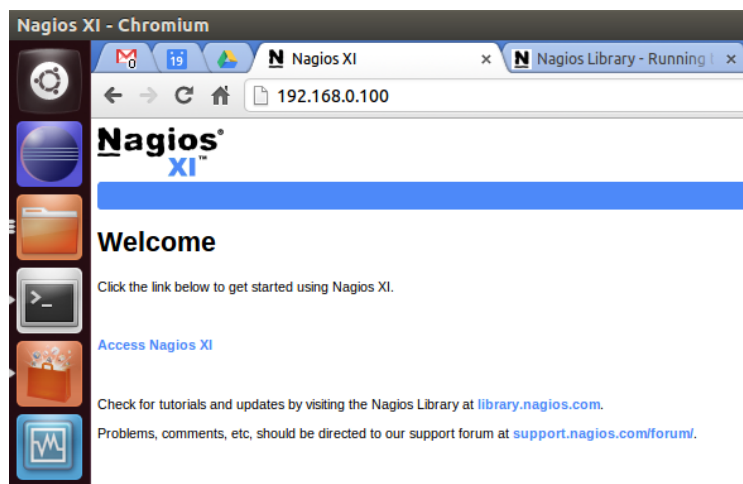 Nagios XI - Chromium
0
19
N Nagios XI
N Nagios Library - Running
192.168.0.100
Nagios®
XI™
Welcome
Click the link below to get started using Nagios XI.
Access Nagios XI
Check for tutorials and updates by visiting the Nagios Library at library.nagios.com.
Problems, comments, etc, should be directed to our support forum at support.nagios.com/forum/.